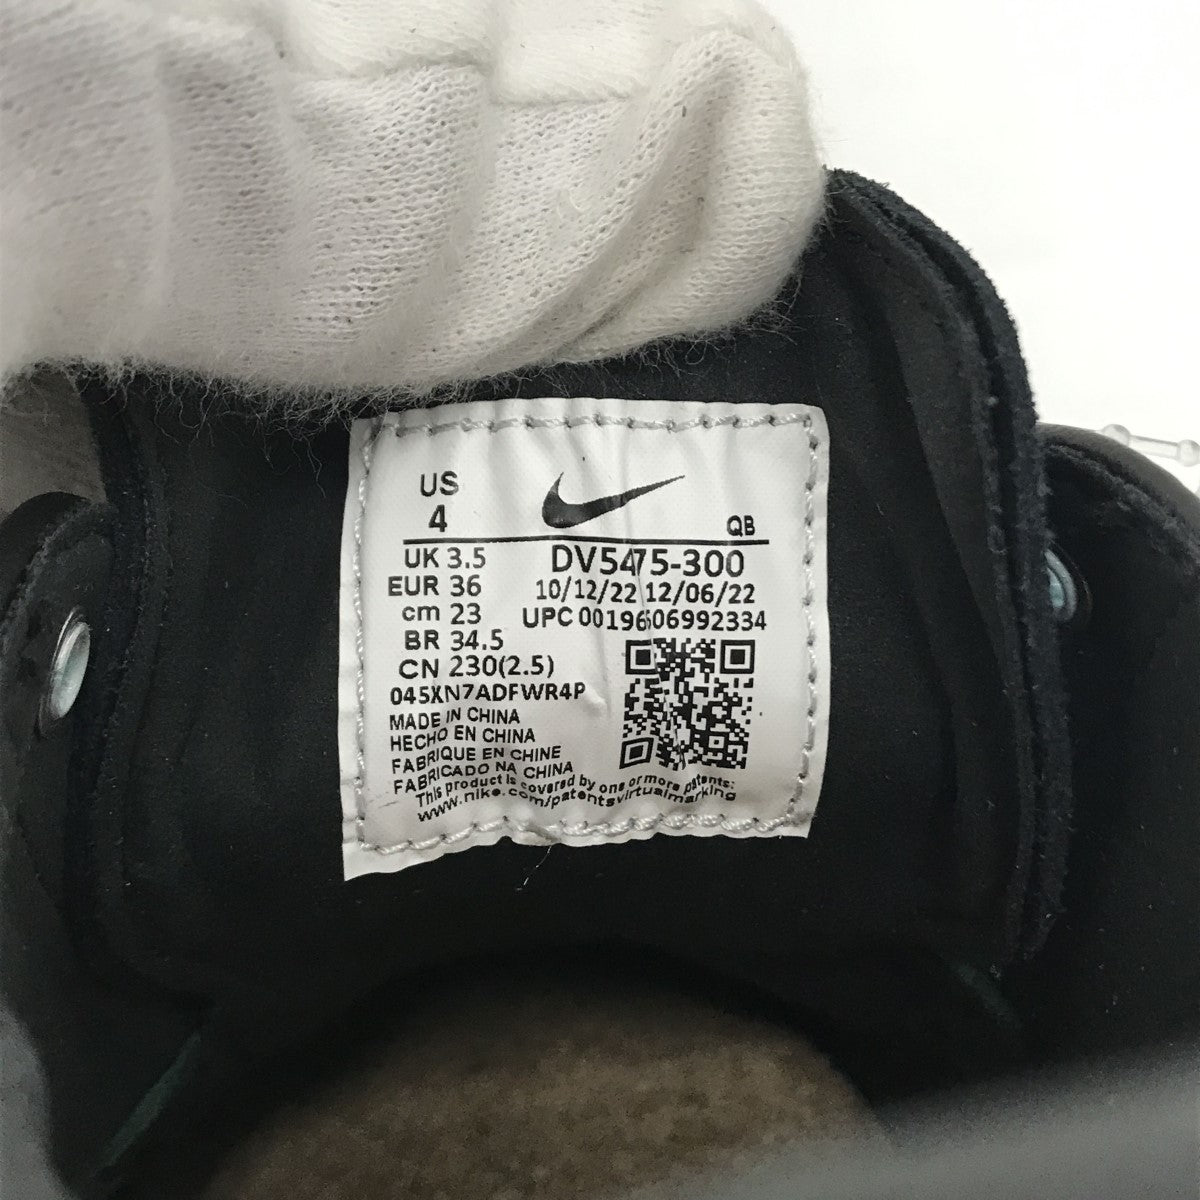 US
4
QB
UK 3.5
DV5475-300
EUR 36
10/12/22 12/06/22
cm 23
UPC 00196606992334
BR 34.5
CN 230(2.5)
045XN7ADFWR4P
MADE IN CHINA
HECHO EN CHINA
FABRIQUE EN CHINE
FABRICADO NA CHINA
This product is covered by one or more patents:
www.nike.com/patentsvirtualmarking